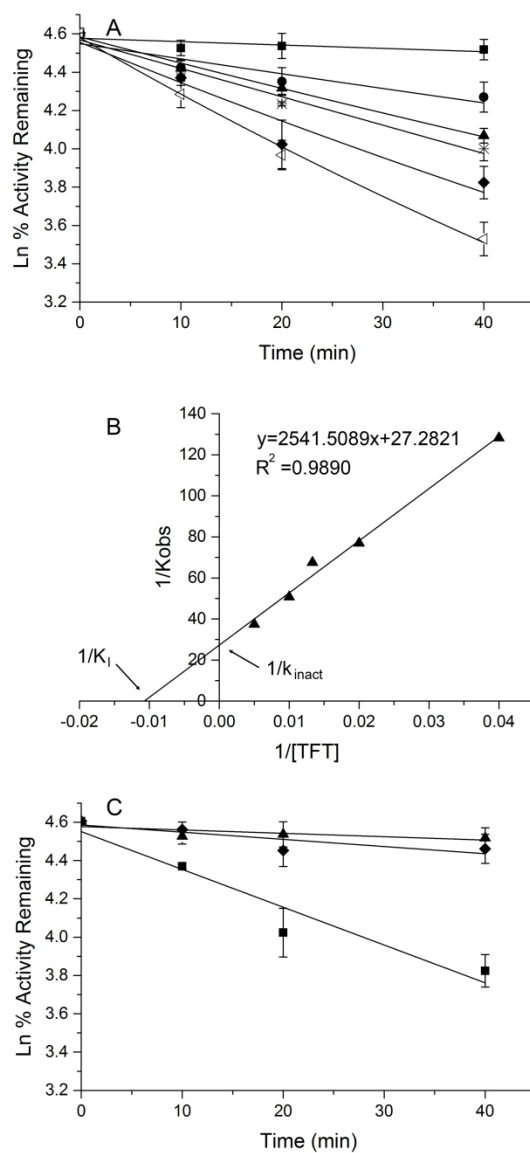 A
4.6
4.4
4.2
4.0
3.8
3.6
3.4
3.2
Ln % Activity Remaining
0 10 20 30 40
Time (min)
B
140
120
100
80
60
40
20
0
1/Kobs
y=2541.5089x+27.2821
R² =0.9890
1/K_I
1/k_inact
-0.02 -0.01 0.00 0.01 0.02 0.03 0.04
1/[TFT]
C
4.6
4.4
4.2
4.0
3.8
3.6
3.4
3.2
Ln % Activity Remaining
0 10 20 30 40
Time (min)